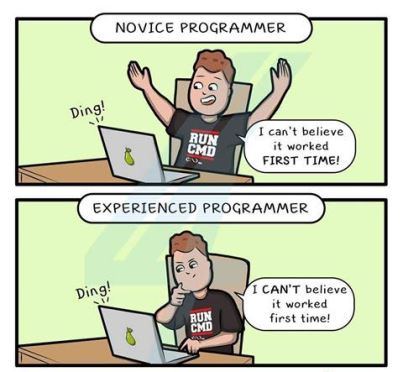 NOVICE PROGRAMMER
Ding!
RUN
CMD
I can't believe
it worked
FIRST TIME!
EXPERIENCED PROGRAMMER
Ding!
RUN
CMD
I CAN'T believe
it worked
first time!